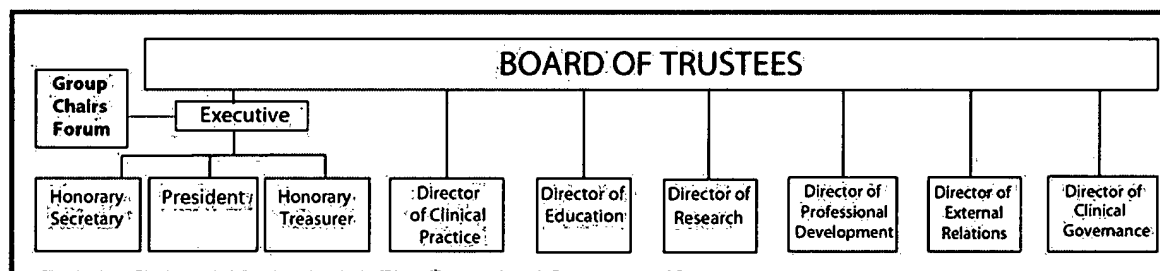 BOARD OF TRUSTEES
Group
Chairs
Forum
Executive
Honorary
Secretary
President
Honorary
Treasurer
Director
of Clinical
Practice
Director of
Education
Director of
Research
Director of
Professional
Development
Director of
External
Relations
Director of
Clinical
Governance